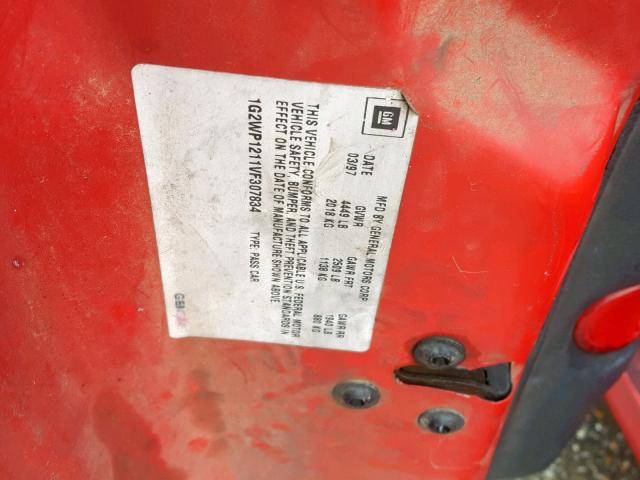 GM
MFD BY GENERAL MOTORS CORP
DATE GVWR GAWR FRT GAWR RR
03/97 4449 LB 2509 LB 1940 LB
2018 KG 1138 KG 880 KG
THIS VEHICLE CONFORMS TO ALL APPLICABLE U.S. FEDERAL MOTOR
VEHICLE SAFETY, BUMPER, AND THEFT PREVENTION STANDARDS IN
EFFECT ON THE DATE OF MANUFACTURE SHOWN ABOVE.
1G2WP1211VF307834 TYPE: PASS CAR